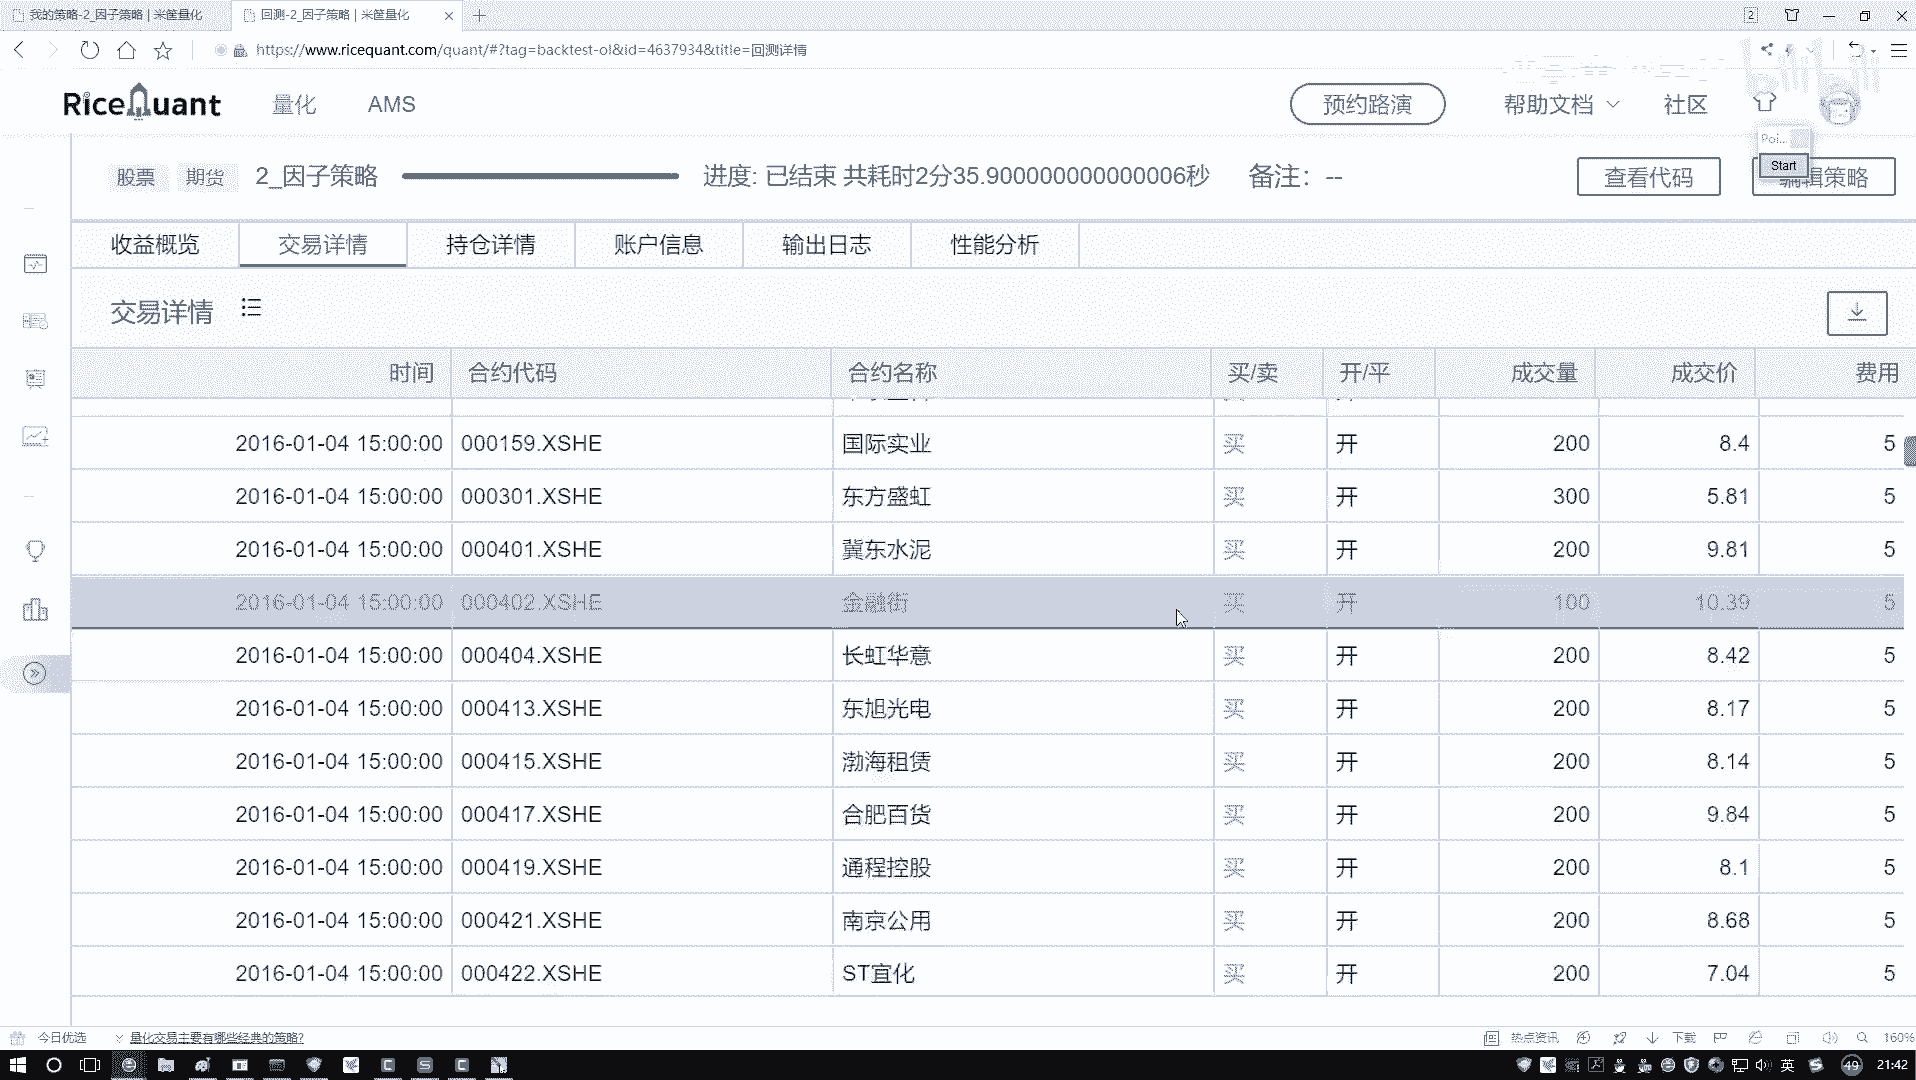 我的策略-2_因子策略 | 米筐量化
回测-2_因子策略 | 米筐量化
2
https://www.ricequant.com/quant/#?tag=backtest-ol&id=4637934&title=回测详情
RiceQuant 量化 AMS 预约路演 帮助文档 社区
Poi...
Start
股票 期货 2_因子策略 进度: 已结束 共耗时2分35.900000000000006秒 备注: -- 查看代码 编辑策略
收益概览 交易详情 持仓详情 账户信息 输出日志 性能分析
交易详情
时间 合约代码 合约名称 买/卖 开/平 成交量 成交价 费用
2016-01-04 15:00:00 000159.XSHE 国际实业 买 开 200 8.4 5
2016-01-04 15:00:00 000301.XSHE 东方盛虹 买 开 300 5.81 5
2016-01-04 15:00:00 000401.XSHE 冀东水泥 买 开 200 9.81 5
2016-01-04 15:00:00 000402.XSHE 金融街 买 开 100 10.39 5
2016-01-04 15:00:00 000404.XSHE 长虹华意 买 开 200 8.42 5
2016-01-04 15:00:00 000413.XSHE 东旭光电 买 开 200 8.17 5
2016-01-04 15:00:00 000415.XSHE 渤海租赁 买 开 200 8.14 5
2016-01-04 15:00:00 000417.XSHE 合肥百货 买 开 200 9.84 5
2016-01-04 15:00:00 000419.XSHE 通程控股 买 开 200 8.1 5
2016-01-04 15:00:00 000421.XSHE 南京公用 买 开 200 8.68 5
2016-01-04 15:00:00 000422.XSHE ST宜化 买 开 200 7.04 5
今日优选 量化交易主要有哪些经典的策略? 热点资讯 下载 160%
英 49 21:42